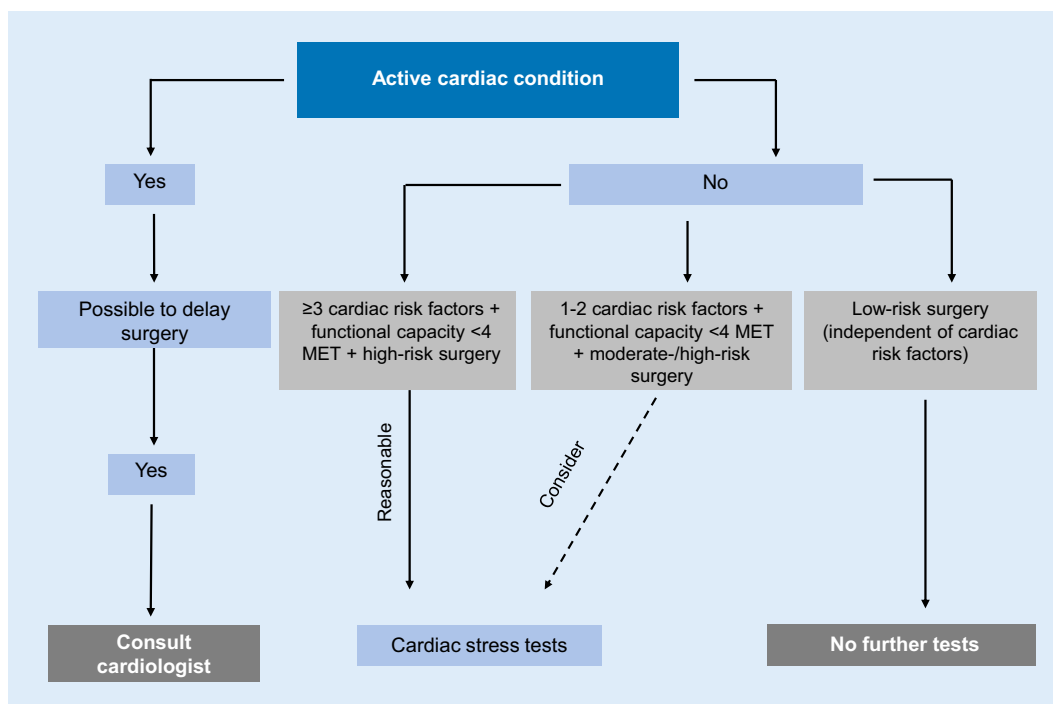 Active cardiac condition
Yes
No
Possible to delay
surgery
≥3 cardiac risk factors +
functional capacity <4
MET + high-risk surgery
1-2 cardiac risk factors +
functional capacity <4 MET
+ moderate-/high-risk
surgery
Low-risk surgery
(independent of cardiac
risk factors)
Yes
Reasonable
Consider
Consult
cardiologist
Cardiac stress tests
No further tests